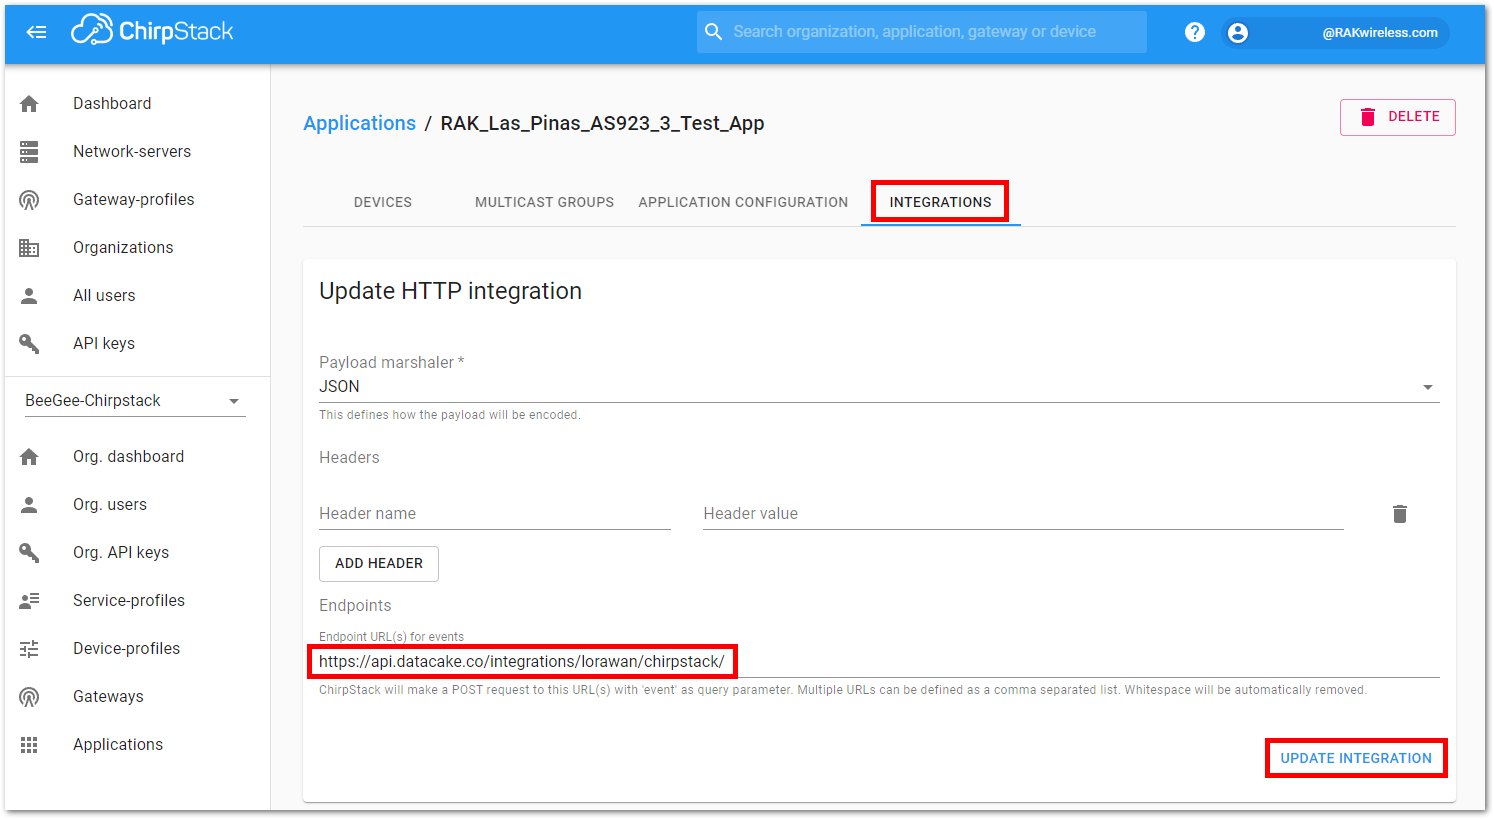 ChirpStack
Search organization, application, gateway or device
?
@RAKwireless.com
Dashboard
Network-servers
Gateway-profiles
Organizations
All users
API keys
BeeGee-Chirpstack
Org. dashboard
Org. users
Org. API keys
Service-profiles
Device-profiles
Gateways
Applications
Applications / RAK_Las_Pinas_AS923_3_Test_App
DELETE
DEVICES
MULTICAST GROUPS
APPLICATION CONFIGURATION
INTEGRATIONS
Update HTTP integration
Payload marshaler *
JSON
This defines how the payload will be encoded.
Headers
Header name
Header value
ADD HEADER
Endpoints
Endpoint URL(s) for events
https://api.datacake.co/integrations/lorawan/chirpstack/
ChirpStack will make a POST request to this URL(s) with 'event' as query parameter. Multiple URLs can be defined as a comma separated list. Whitespace will be automatically removed.
UPDATE INTEGRATION